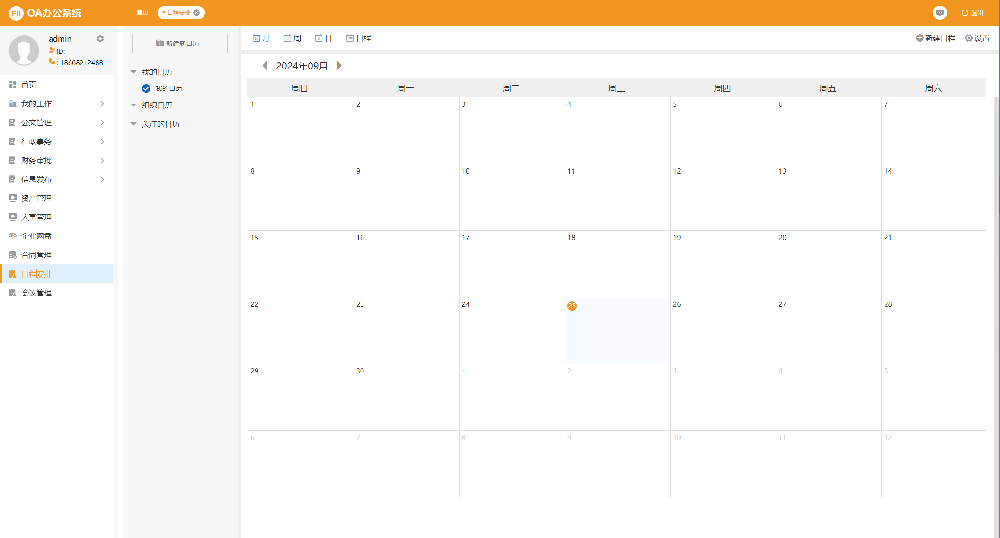 FII OA办公系统
首页
日程安排
退出
admin
ID:
: 18668212488
首页
我的工作
公文管理
行政事务
财务审批
信息发布
资产管理
人事管理
企业网盘
合同管理
日程安排
会议管理
新建新日历
我的日历
我的日历
组织日历
关注的日历
月 周 日 日程
新建日程 设置
2024年09月
周日 周一 周二 周三 周四 周五 周六
1 2 3 4 5 6 7
8 9 10 11 12 13 14
15 16 17 18 19 20 21
22 23 24 25 26 27 28
29 30 1 2 3 4 5
6 7 8 9 10 11 12